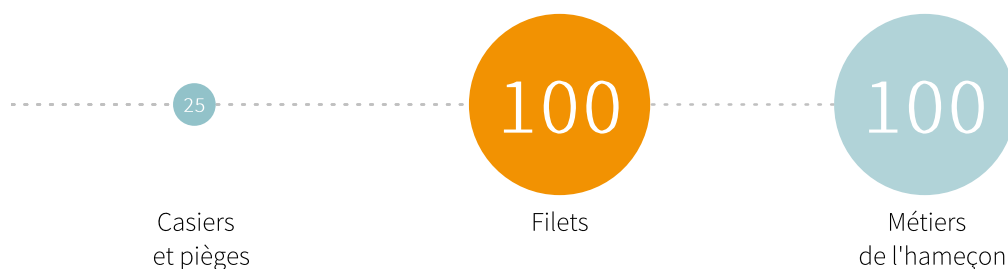 25
100
100
Casiers
et pièges
Filets
Métiers
de l'hameçon